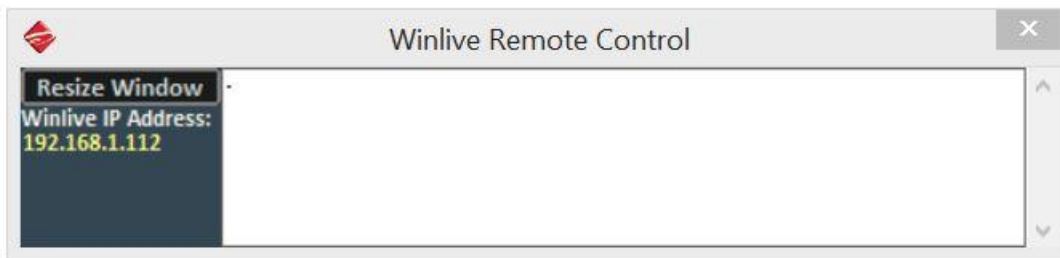 Winlive Remote Control
Resize Window
-
Winlive IP Address:
192.168.1.112